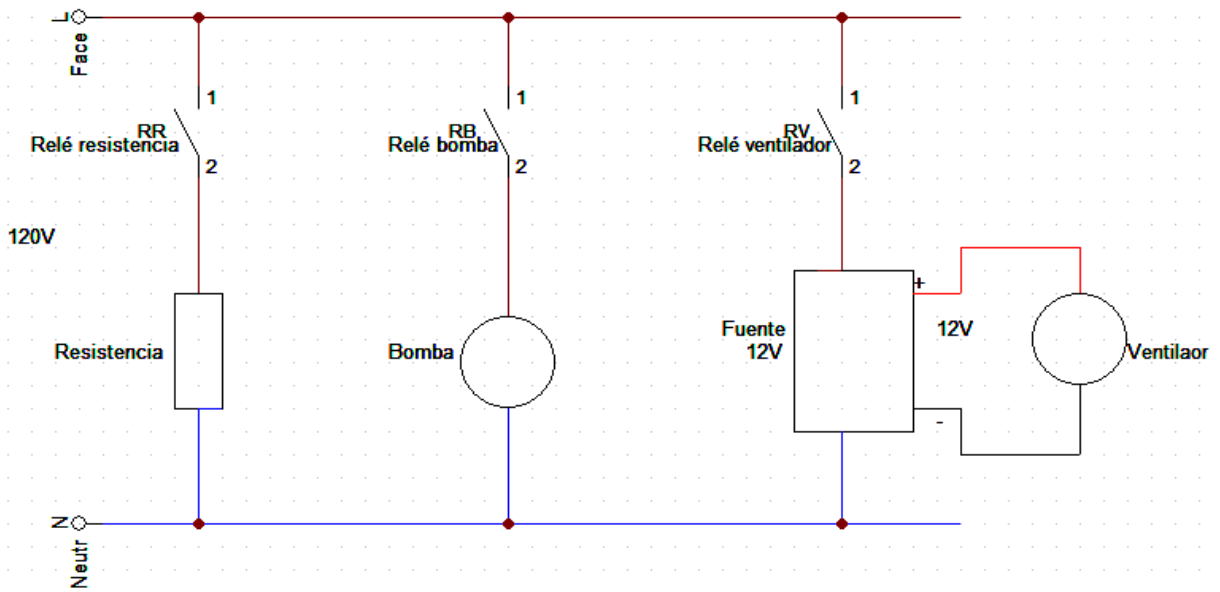 L
Face
1
1
1
RR
Relé resistencia
RB
Relé bomba
RV
Relé ventilador
2
2
2
120V
+
Fuente
12V
12V
Resistencia
Bomba
Ventilaor
-
N
Neutr